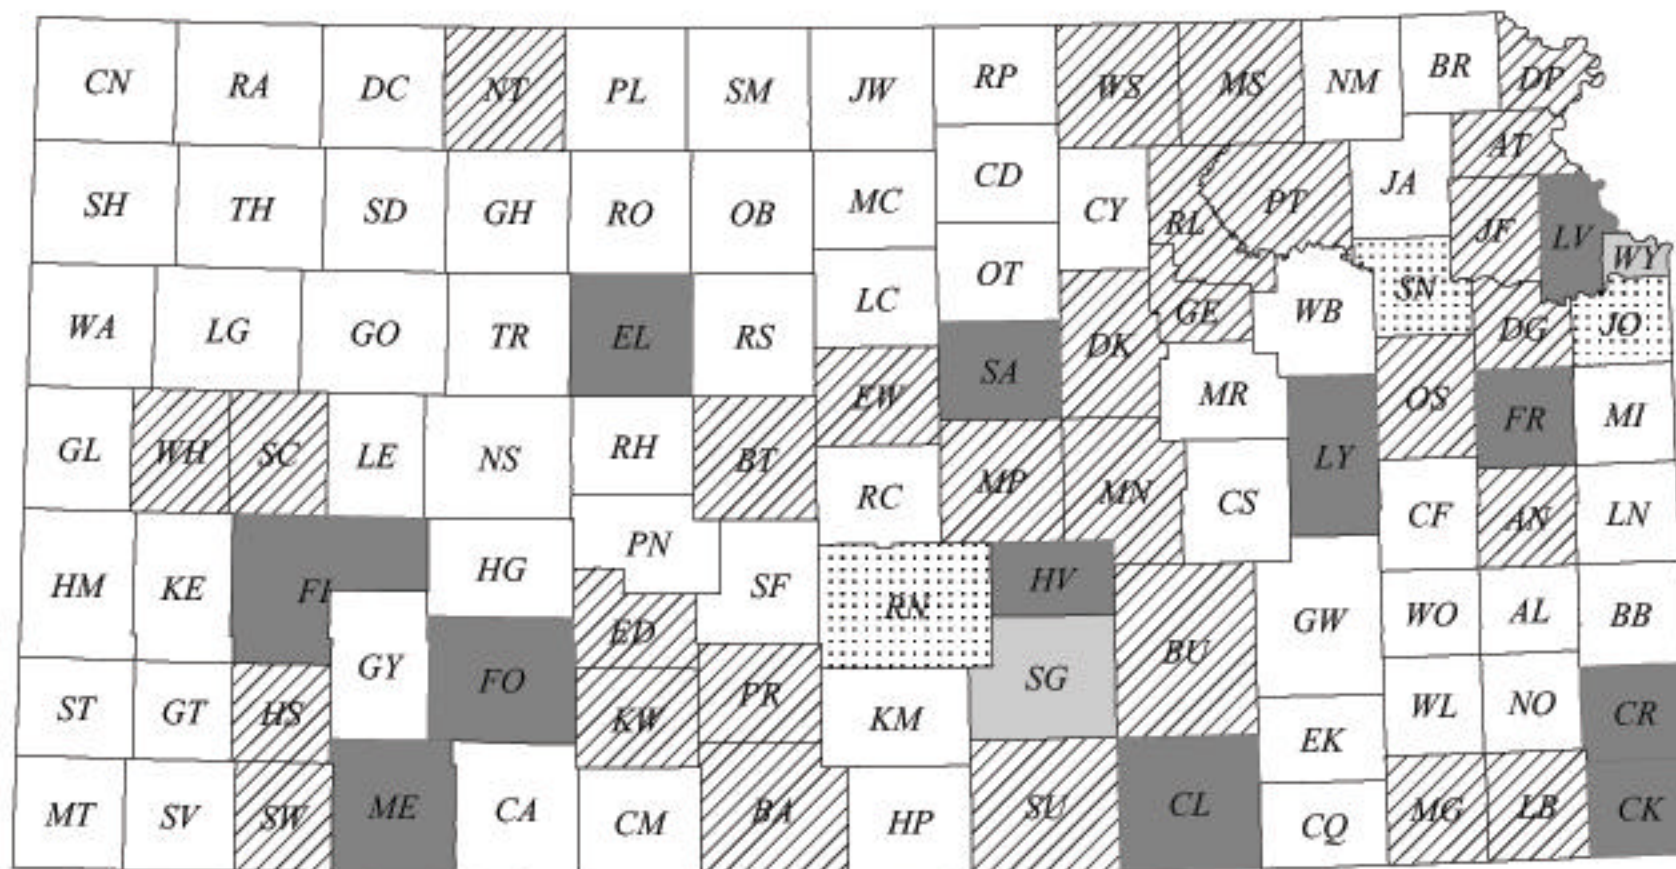 CN RA DC NT PL SM JW RP WS MS NM BR DP
SH TH SD GH RO OB MC CD CY RL PT JA AT
JF LV WY
WA LG GO TR EL RS LC OT DK GE WB SN DG JO
GL WH SC LE NS RH BT EW SA MR LY OS FR MI
RC MP MN CS CF AN LN
HM KE FI HG PN SF RN HV GW WO AL BB
ST GT HS GY FO ED KW PR KM SG BU EK WL NO CR
MT SV SW ME CA CM BA HP SU CL CQ MG LB CK